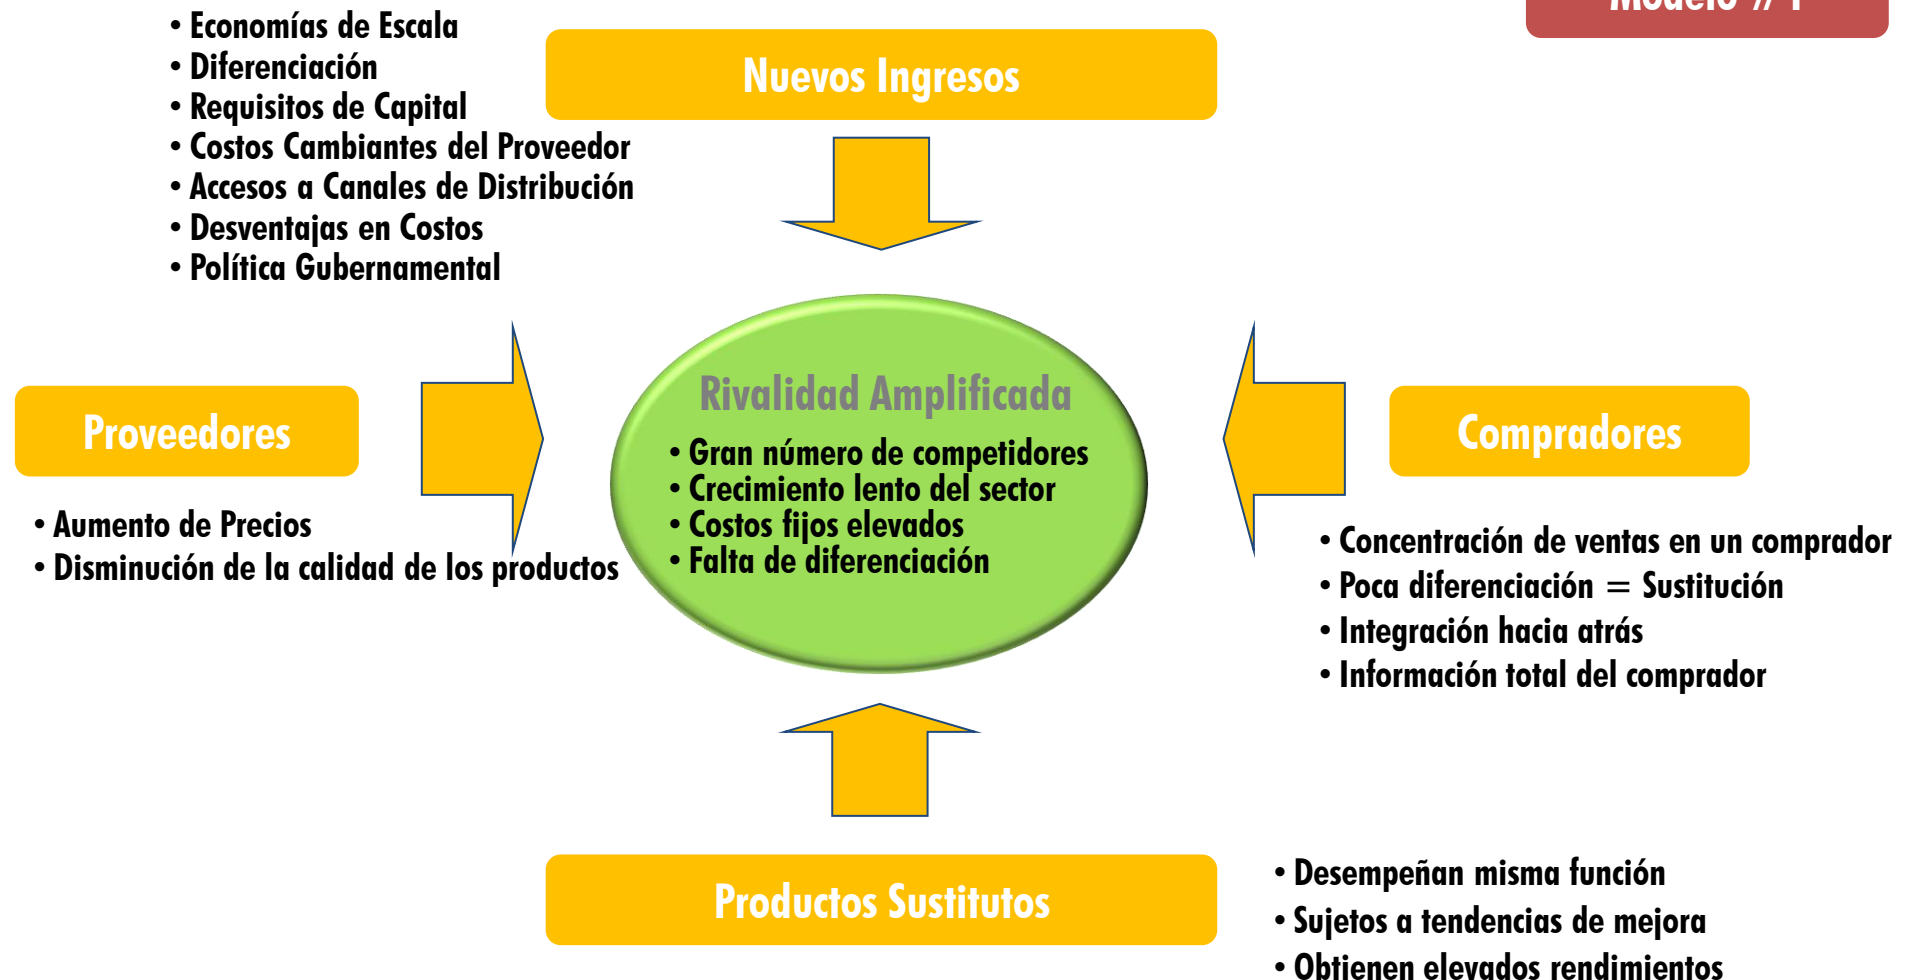 Modelo # 1
• Economías de Escala
• Diferenciación
• Requisitos de Capital
• Costos Cambiantes del Proveedor
• Accesos a Canales de Distribución
• Desventajas en Costos
• Política Gubernamental
Nuevos Ingresos
Proveedores
• Aumento de Precios
• Disminución de la calidad de los productos
Rivalidad Amplificada
• Gran número de competidores
• Crecimiento lento del sector
• Costos fijos elevados
• Falta de diferenciación
Compradores
• Concentración de ventas en un comprador
• Poca diferenciación = Sustitución
• Integración hacia atrás
• Información total del comprador
Productos Sustitutos
• Desempeñan misma función
• Sujetos a tendencias de mejora
• Obtienen elevados rendimientos